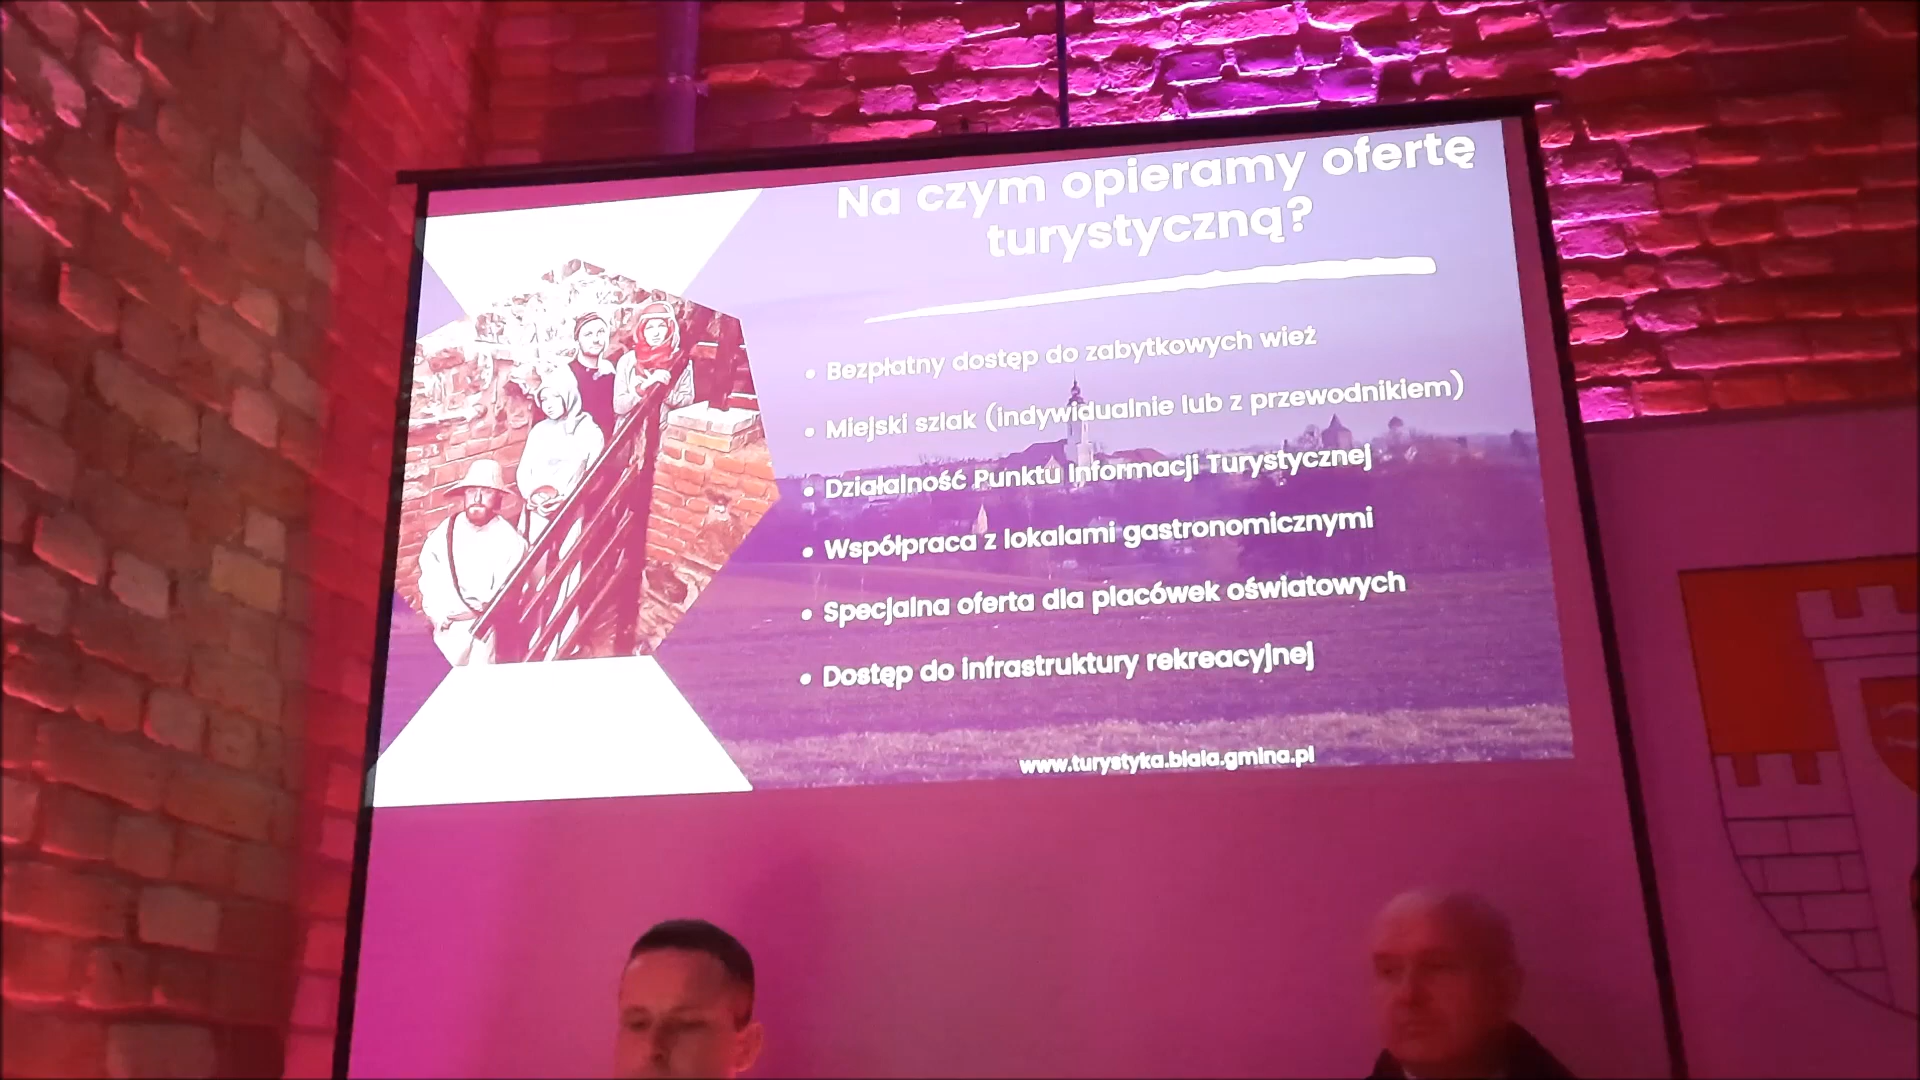 Na czym opieramy ofertę
turystyczną?
• Bezpłatny dostęp do zabytkowych wież
• Miejski szlak (indywidualnie lub z przewodnikiem)
• Działalność Punktu Informacji Turystycznej
• Współpraca z lokalami gastronomicznymi
• Specjalna oferta dla placówek oświatowych
• Dostęp do infrastruktury rekreacyjnej
www.turystyka.biala.gmina.pl